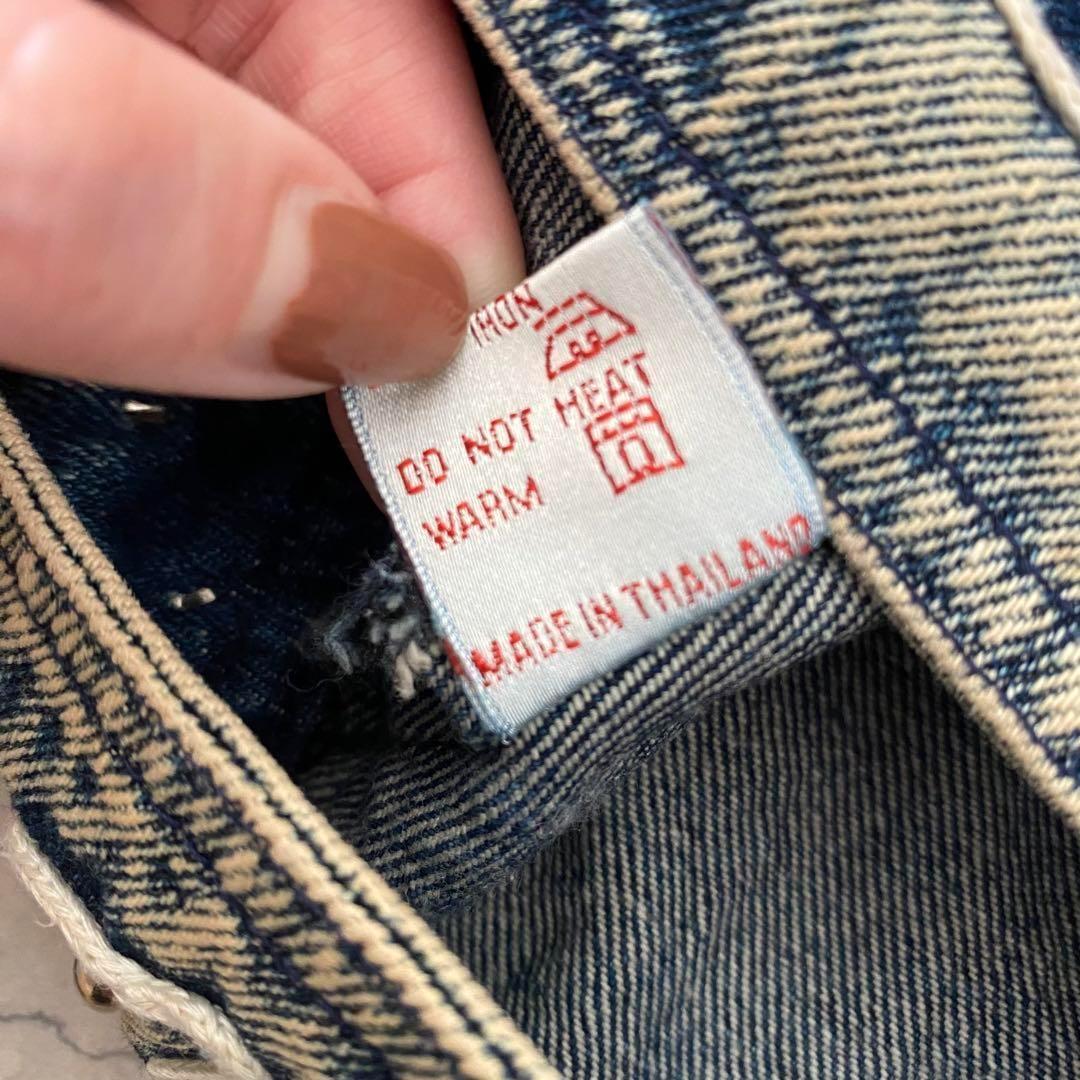 IRON
DO NOT HEAT
WARM
MADE IN THAILAND